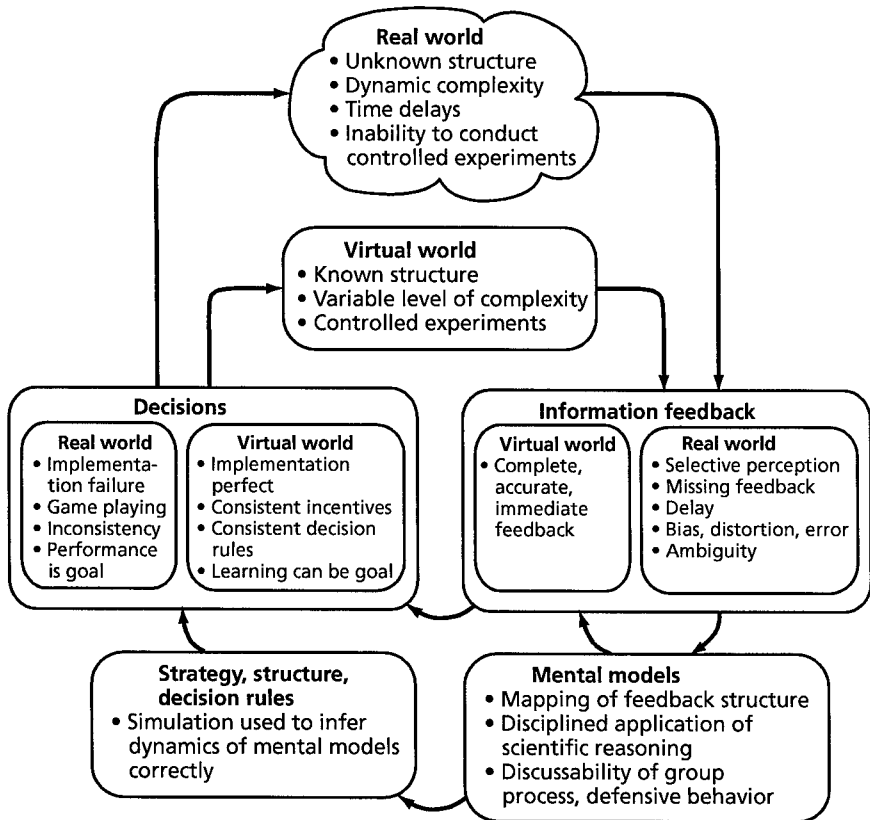 Real world
• Unknown structure
• Dynamic complexity
• Time delays
• Inability to conduct
controlled experiments
Virtual world
• Known structure
• Variable level of complexity
• Controlled experiments
Decisions
Real world
• Implementa-
tion failure
• Game playing
• Inconsistency
• Performance
is goal
Virtual world
• Implementation
perfect
• Consistent incentives
• Consistent decision
rules
• Learning can be goal
Information feedback
Virtual world
• Complete,
accurate,
immediate
feedback
Real world
• Selective perception
• Missing feedback
• Delay
• Bias, distortion, error
• Ambiguity
Strategy, structure,
decision rules
• Simulation used to infer
dynamics of mental models
correctly
Mental models
• Mapping of feedback structure
• Disciplined application of
scientific reasoning
• Discussability of group
process, defensive behavior